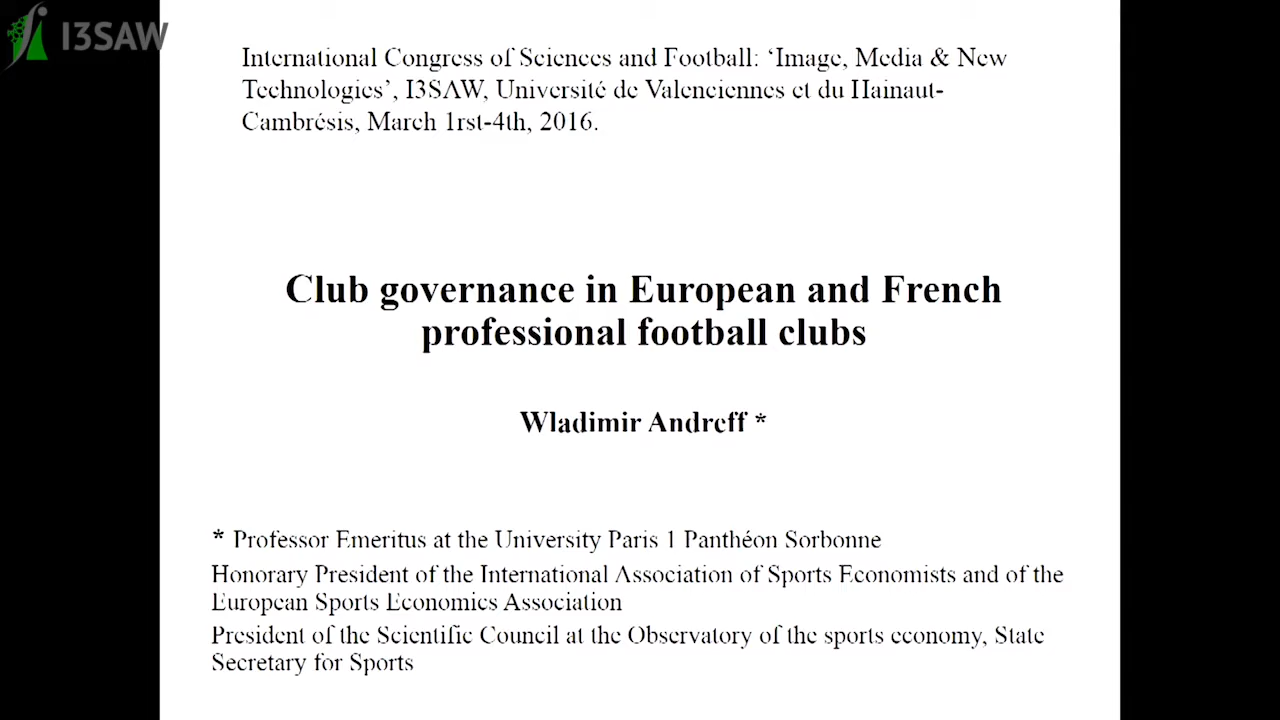 I3SAW
International Congress of Sciences and Football: ‘Image, Media & New
Technologies’, I3SAW, Université de Valenciennes et du Hainaut-
Cambrésis, March 1rst-4th, 2016.
Club governance in European and French
professional football clubs
Wladimir Andreff *
* Professor Emeritus at the University Paris 1 Panthéon Sorbonne
Honorary President of the International Association of Sports Economists and of the
European Sports Economics Association
President of the Scientific Council at the Observatory of the sports economy, State
Secretary for Sports